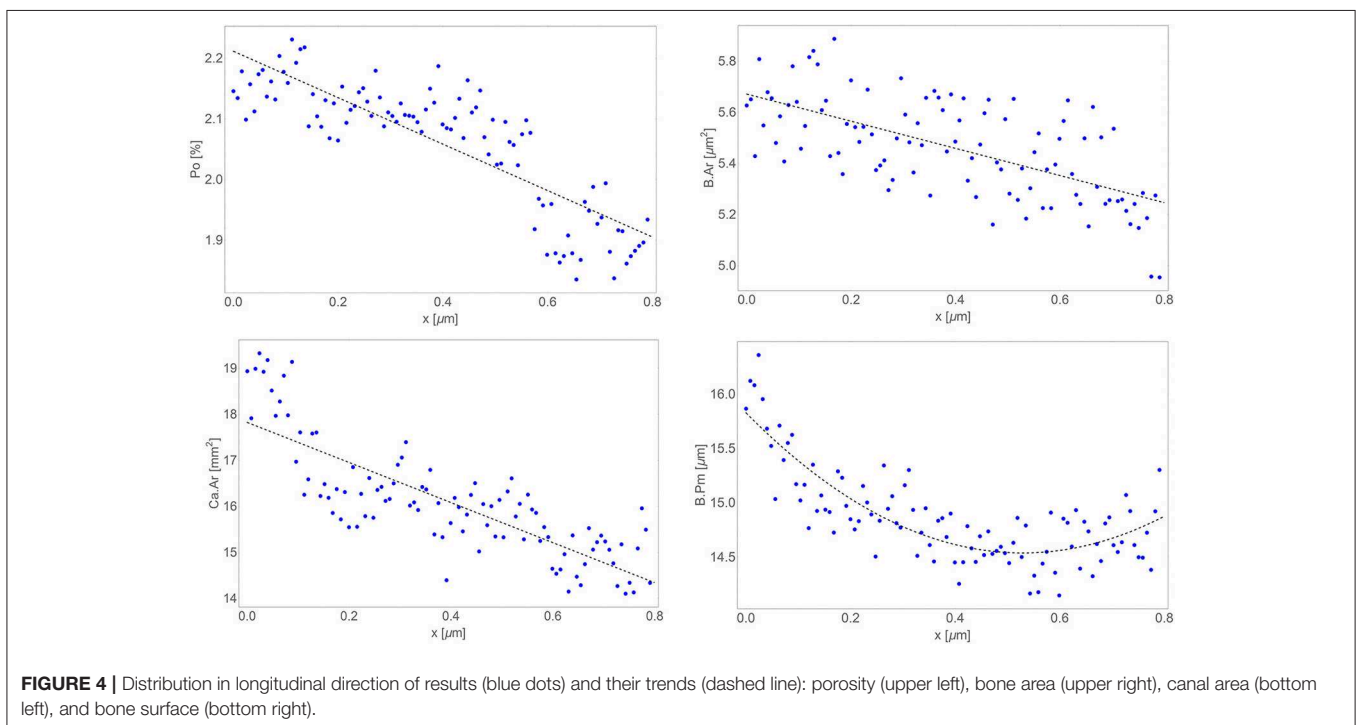 2.2
2.1
2.0
1.9
Po [%]
0.0 0.2 0.4 0.6 0.8
x [μm]
5.8
5.6
5.4
5.2
5.0
B.Ar [μm²]
0.0 0.2 0.4 0.6 0.8
x [μm]
19
18
17
16
15
14
Ca.Ar [mm²]
0.0 0.2 0.4 0.6 0.8
x [μm]
16.0
15.5
15.0
14.5
B.Pm [μm]
0.0 0.2 0.4 0.6 0.8
x [μm]
FIGURE 4 | Distribution in longitudinal direction of results (blue dots) and their trends (dashed line): porosity (upper left), bone area (upper right), canal area (bottom
left), and bone surface (bottom right).